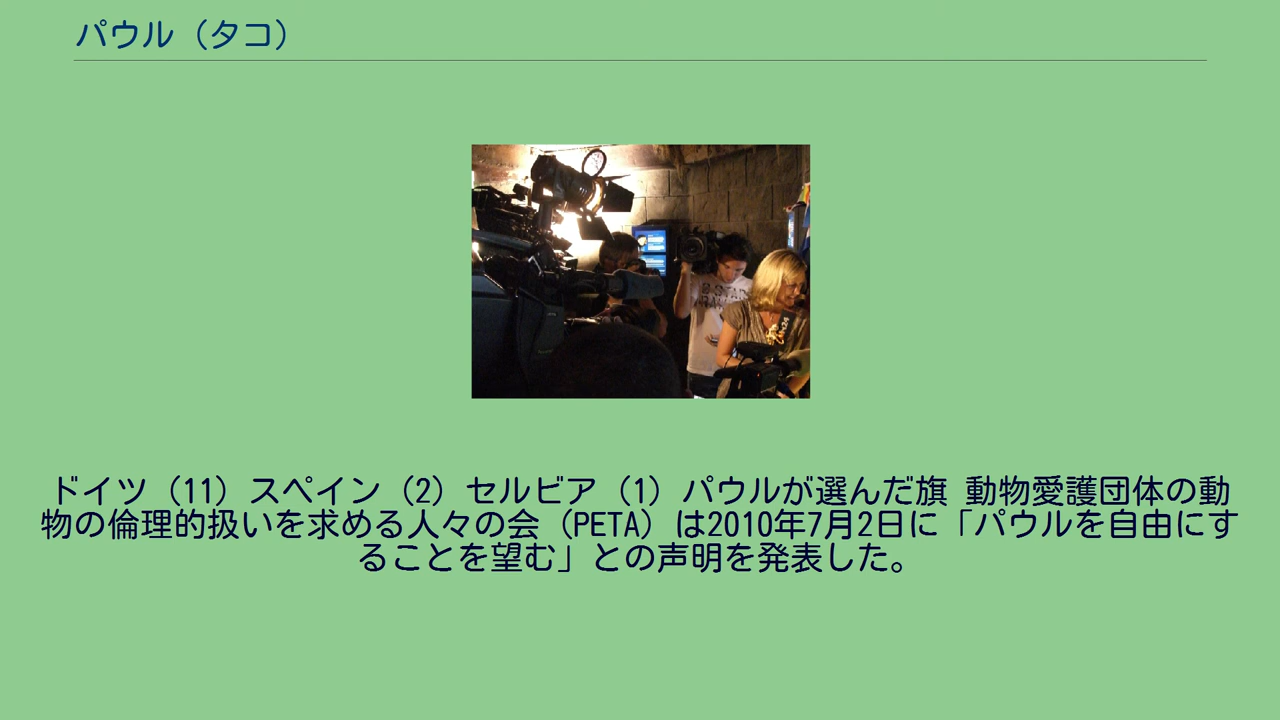 パウル（タコ）
ドイツ（11）スペイン（2）セルビア（1）パウルが選んだ旗 動物愛護団体の動
物の倫理的扱いを求める人々の会（PETA）は2010年7月2日に「パウルを自由にす
ることを望む」との声明を発表した。